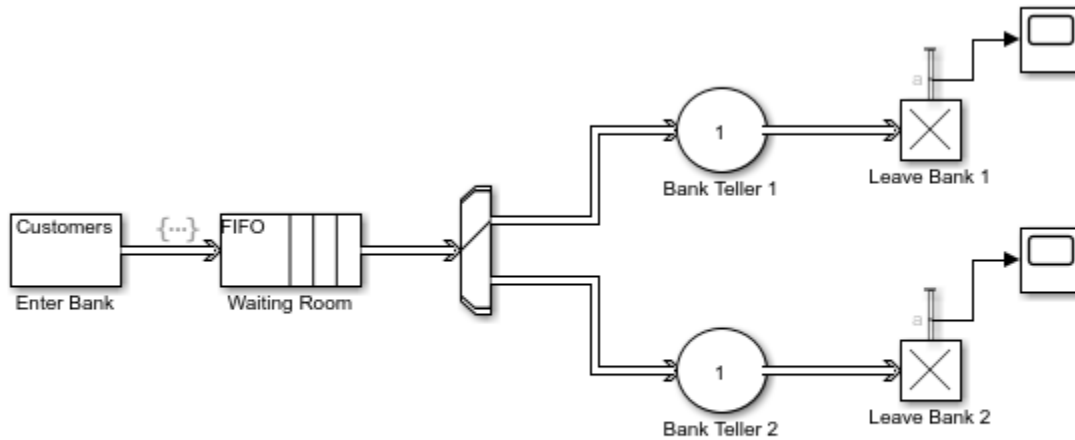 Customers
Enter Bank
{...}
FIFO
Waiting Room
1
Bank Teller 1
a
Leave Bank 1
1
Bank Teller 2
a
Leave Bank 2